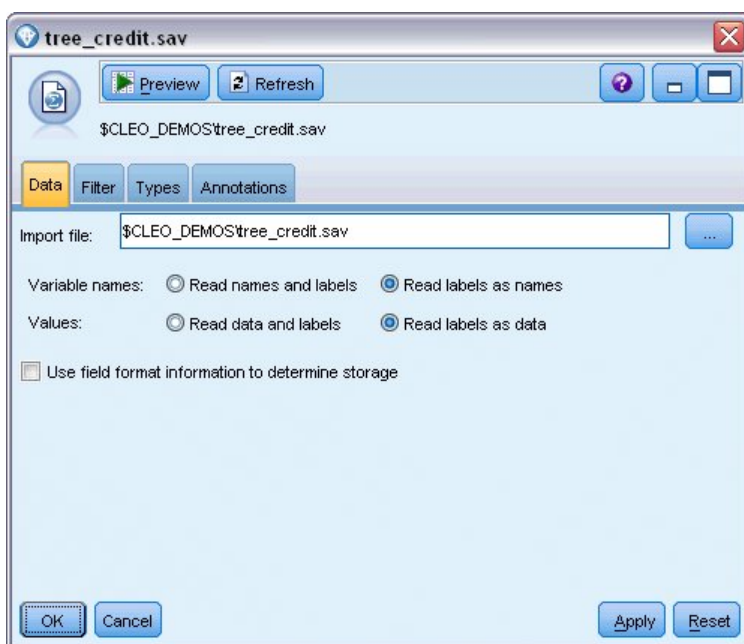 tree_credit.sav
Preview Refresh
$CLEO_DEMOS\tree_credit.sav
Data Filter Types Annotations
Import file: $CLEO_DEMOS\tree_credit.sav ...
Variable names: Read names and labels Read labels as names
Values: Read data and labels Read labels as data
Use field format information to determine storage
OK Cancel Apply Reset